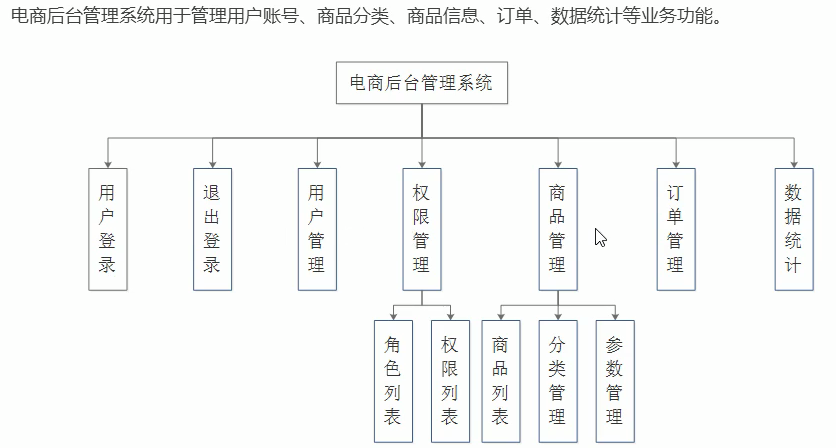 电商后台管理系统用于管理用户账号、商品分类、商品信息、订单、数据统计等业务功能。
电商后台管理系统
用户登录
退出登录
用户管理
权限管理
商品管理
订单管理
数据统计
角色列表
权限列表
商品列表
分类管理
参数管理